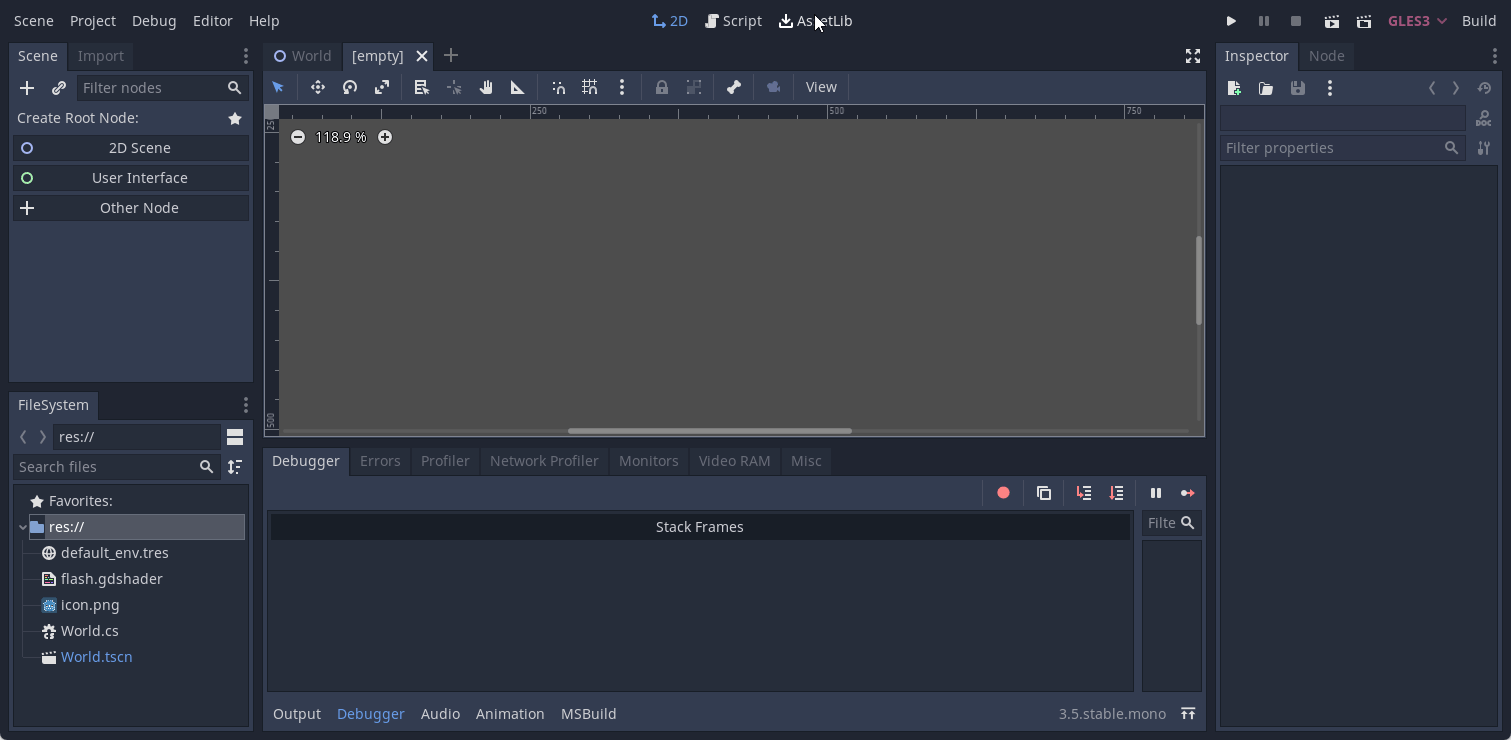 Scene Project Debug Editor Help 2D Script AssetLib GLES3 Build
Scene Import
Filter nodes
Create Root Node:
2D Scene
User Interface
Other Node
FileSystem
res://
Search files
Favorites:
res://
default_env.tres
flash.gdshader
icon.png
World.cs
World.tscn
World [empty]
View
250 500 750
25
118.9 %
500
Debugger Errors Profiler Network Profiler Monitors Video RAM Misc
Stack Frames
Filte
Output Debugger Audio Animation MSBuild 3.5.stable.mono
Inspector Node
Filter properties